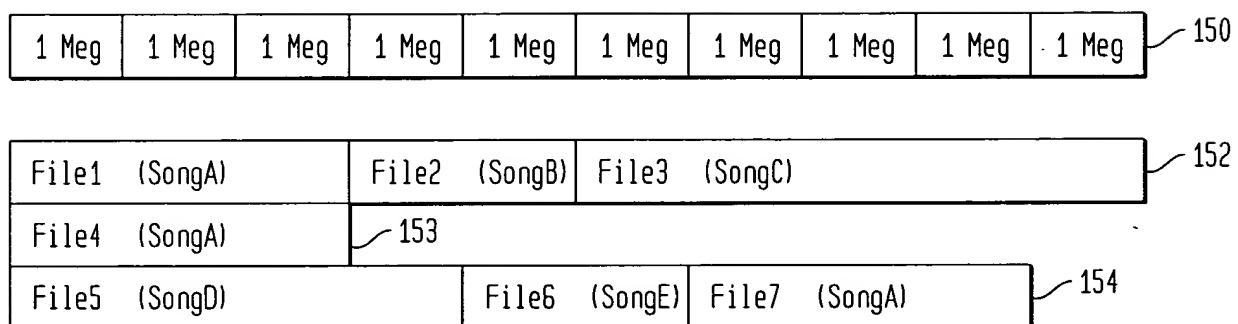 1 Meg 1 Meg 1 Meg 1 Meg 1 Meg 1 Meg 1 Meg 1 Meg 1 Meg 1 Meg 150
File1 (SongA) File2 (SongB) File3 (SongC) 152
File4 (SongA) 153
File5 (SongD) File6 (SongE) File7 (SongA) 154